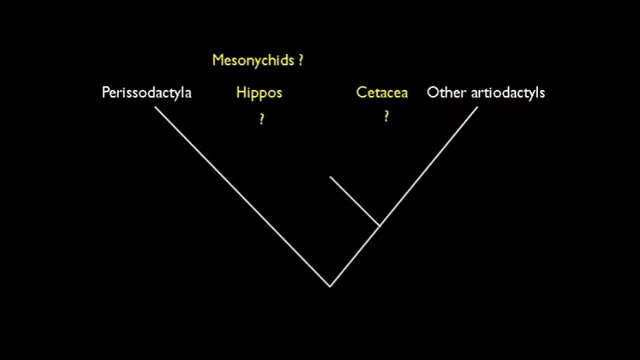 Mesonychids ?
Perissodactyla Hippos Cetacea Other artiodactyls
? ?